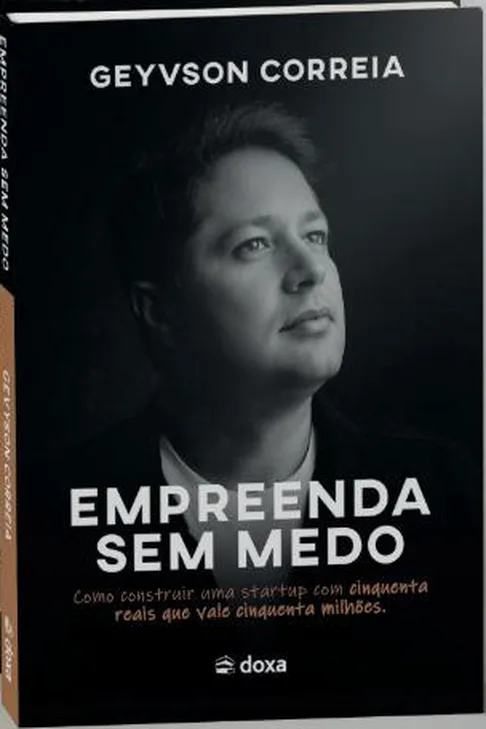 GEYVSON CORREIA
EMPREENDA
SEM MEDO
Como construir uma startup com cinquenta
reais que vale cinquenta milhões.
doxa
EMPREENDA SEM MEDO
GEYVSON CORREIA
doxa